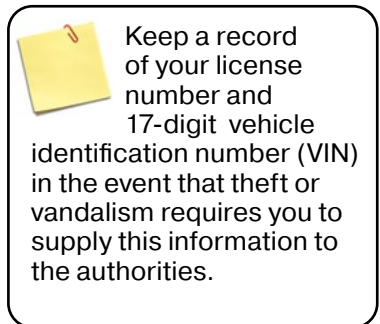 Keep a record
of your license
number and
17-digit vehicle
identification number (VIN)
in the event that theft or
vandalism requires you to
supply this information to
the authorities.